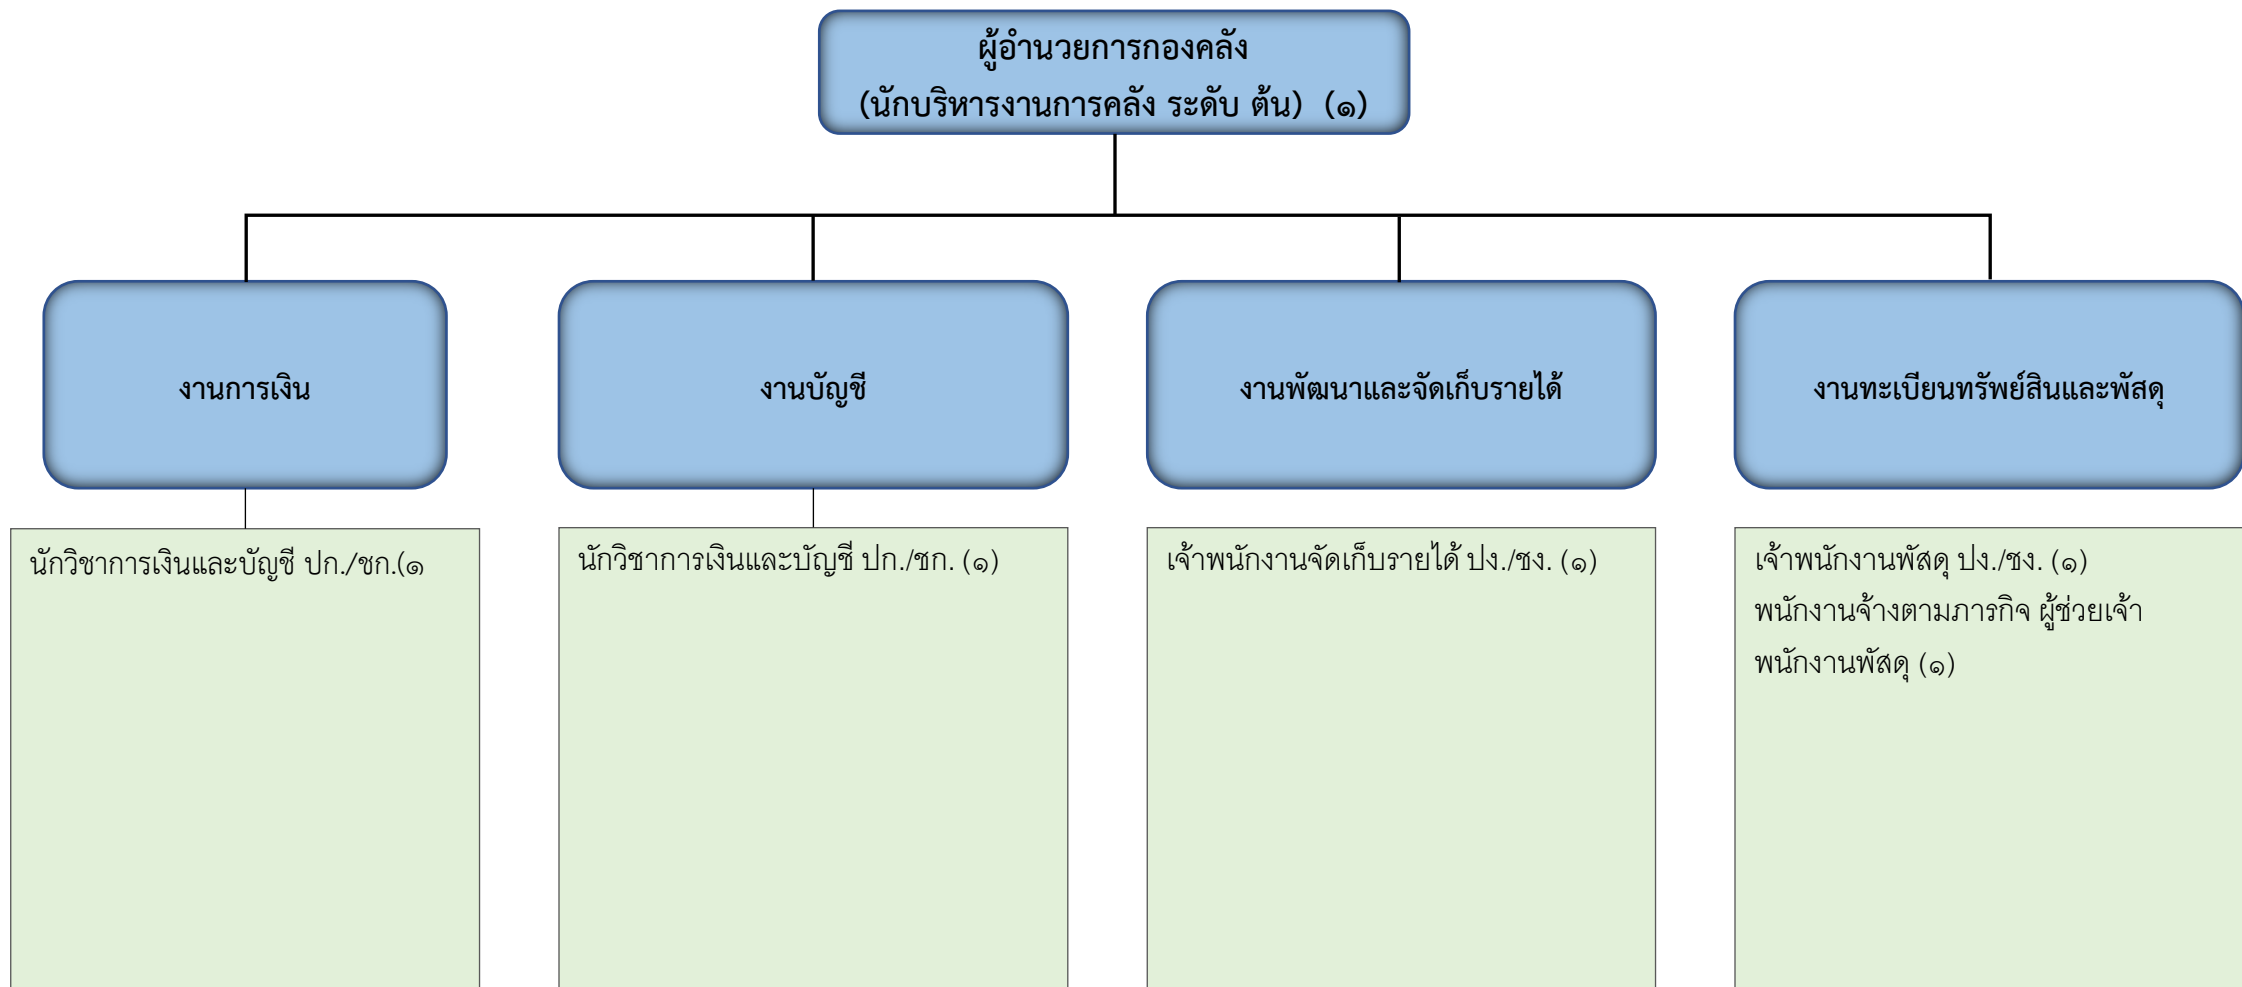 ผู้อำนวยการกองคลัง
(นักบริหารงานการคลัง ระดับ ต้น) (๑)
งานการเงิน
งานบัญชี
งานพัฒนาและจัดเก็บรายได้
งานทะเบียนทรัพย์สินและพัสดุ
นักวิชาการเงินและบัญชี ปก./ชก.(๑
นักวิชาการเงินและบัญชี ปก./ชก. (๑)
เจ้าพนักงานจัดเก็บรายได้ ปง./ชง. (๑)
เจ้าพนักงานพัสดุ ปง./ชง. (๑)
พนักงานจ้างตามภารกิจ ผู้ช่วยเจ้า
พนักงานพัสดุ (๑)